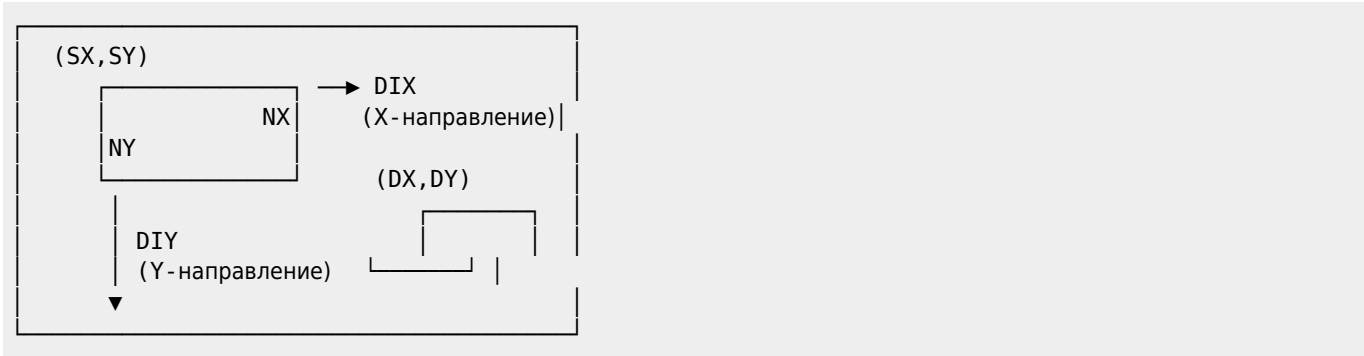 (SX,SY)
DIX
NX (X-направление)
NY
(DX,DY)
DIY
(Y-направление)